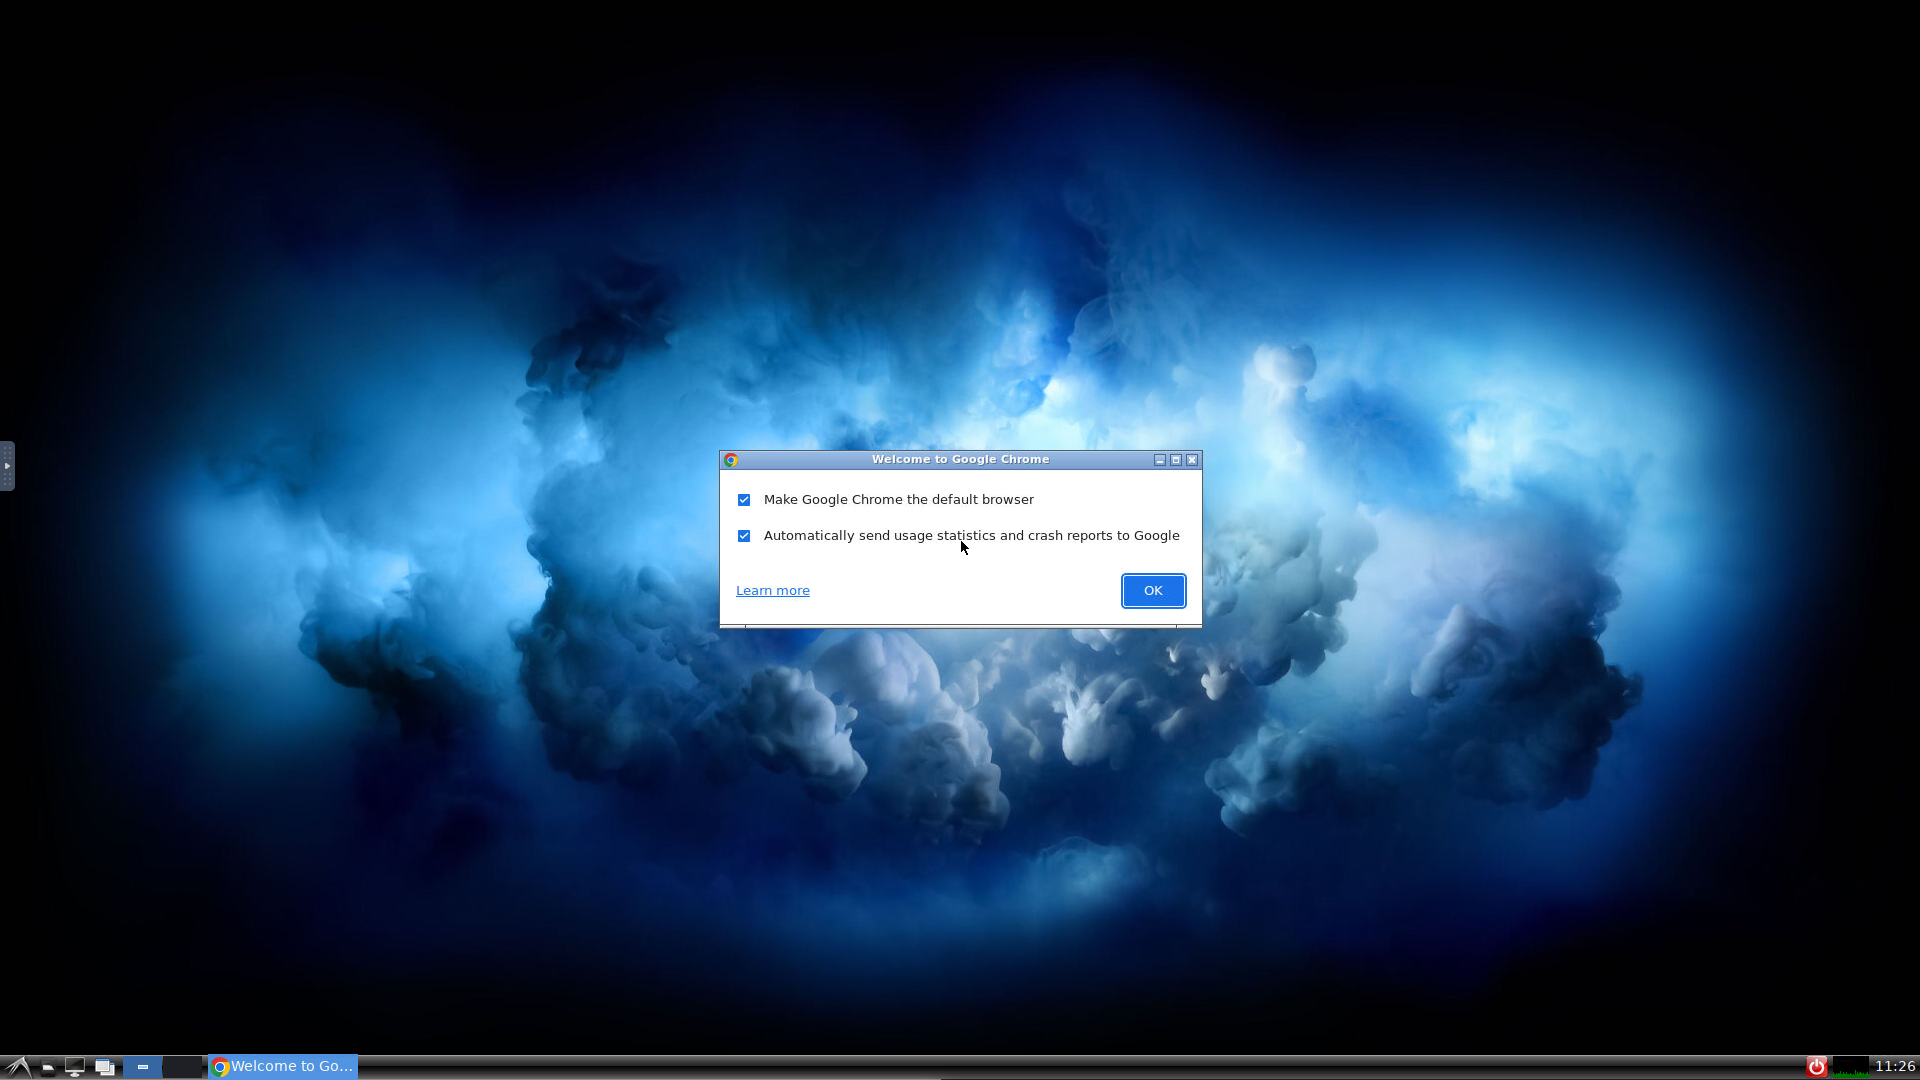 Welcome to Google Chrome
Make Google Chrome the default browser
Automatically send usage statistics and crash reports to Google
Learn more
OK
Welcome to Go...
11:26